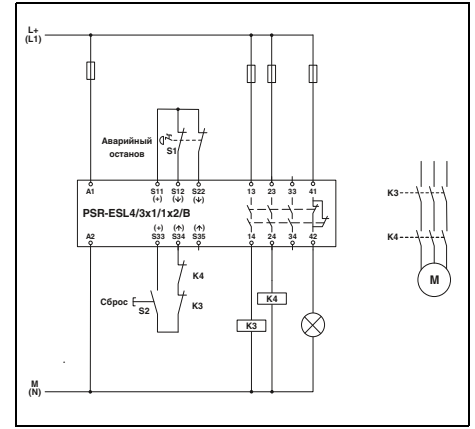 L+
(L1)
Аварийный
останов
S1
A1 S11 S12 S22 13 23 33 41
(+) (↓) (↓)
PSR-ESL4/3x1/1x2/B
(+) (↑) (↑)
A2 S33 S34 S35 14 24 34 42
K4
Сброс
S2
K3
K4
K3
M
(N)
K3
K4
M